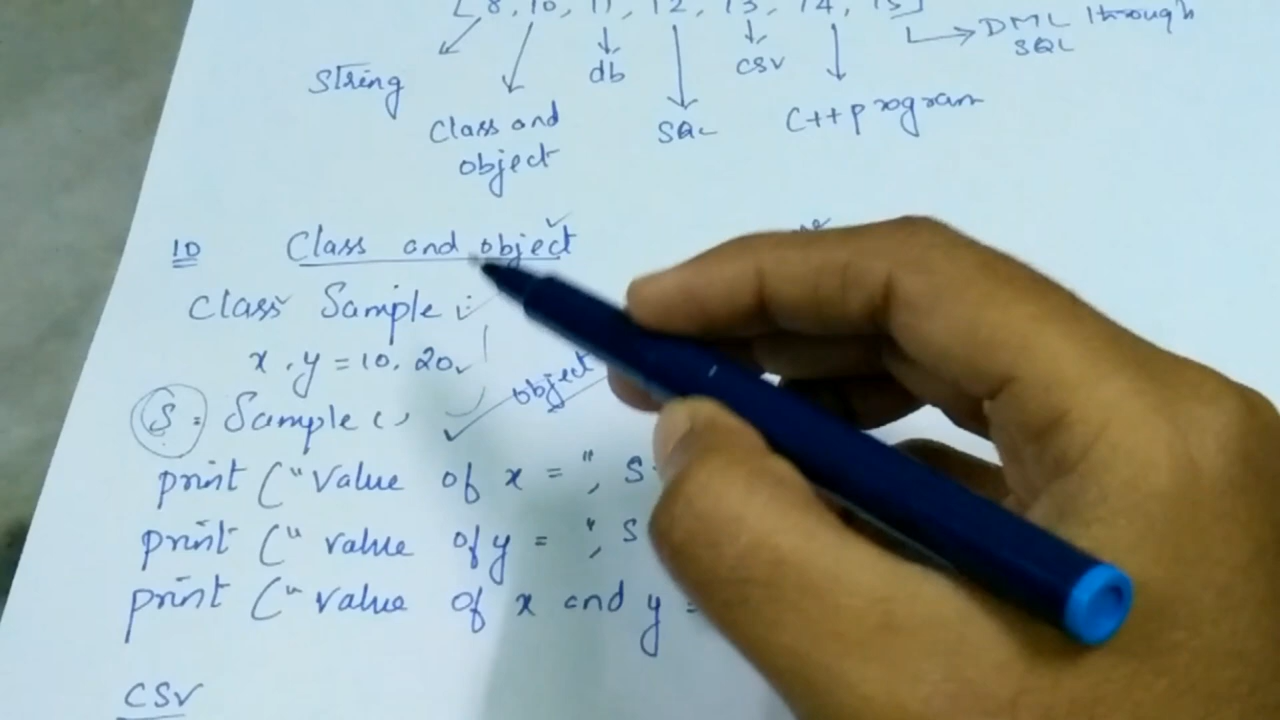 [8, 10, 11, 12, 13, 14, 15]
DML through
SQL
String
Class and
object
db
SQL
csv
C++ program
10 Class and object
Class Sample :
x, y = 10, 20
object
S = Sample ()
print ("Value of x = ", S.
print (" value of y = ", S
print (" value of x and y =
CSV